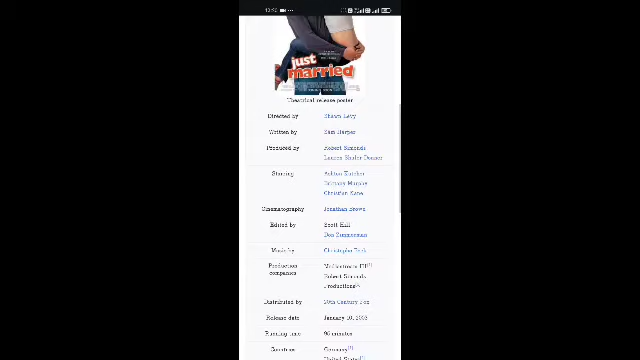 just
married
Theatrical release poster
Directed by Shawn Levy
Written by Sam Harper
Produced by Robert Simonds
Lauren Shuler Donner
Starring Ashton Kutcher
Brittany Murphy
Christian Kane
Cinematography Jonathan Brown
Edited by Scott Hill
Don Zimmerman
Music by Christophe Beck
Production
companies
Robert Simonds
Productions
Distributed by 20th Century Fox
Release date January 10, 2003
Running time 95 minutes
Countries Germany
United States